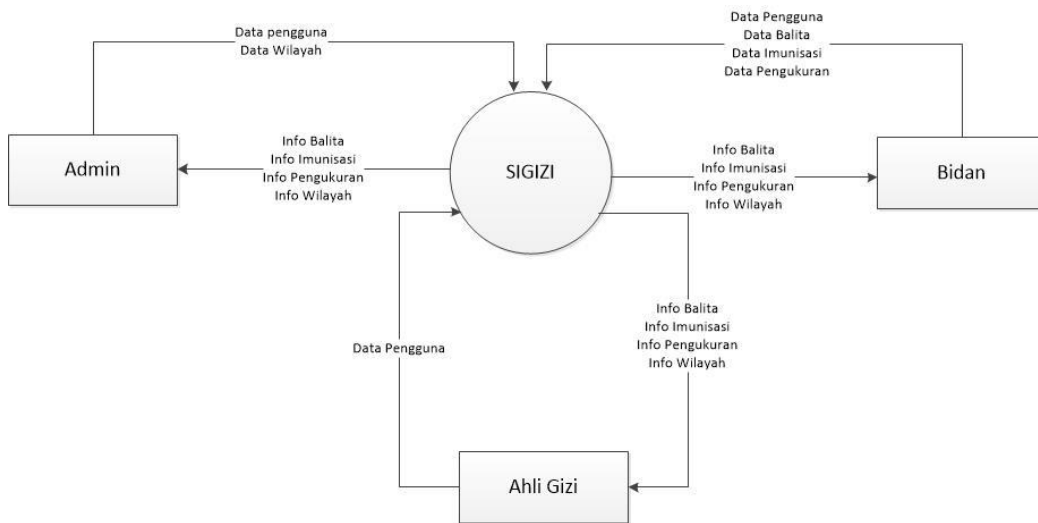 Data pengguna
Data Wilayah
Data Pengguna
Data Balita
Data Imunisasi
Data Pengukuran
Admin
Info Balita
Info Imunisasi
Info Pengukuran
Info Wilayah
SIGIZI
Info Balita
Info Imunisasi
Info Pengukuran
Info Wilayah
Bidan
Data Pengguna
Info Balita
Info Imunisasi
Info Pengukuran
Info Wilayah
Ahli Gizi